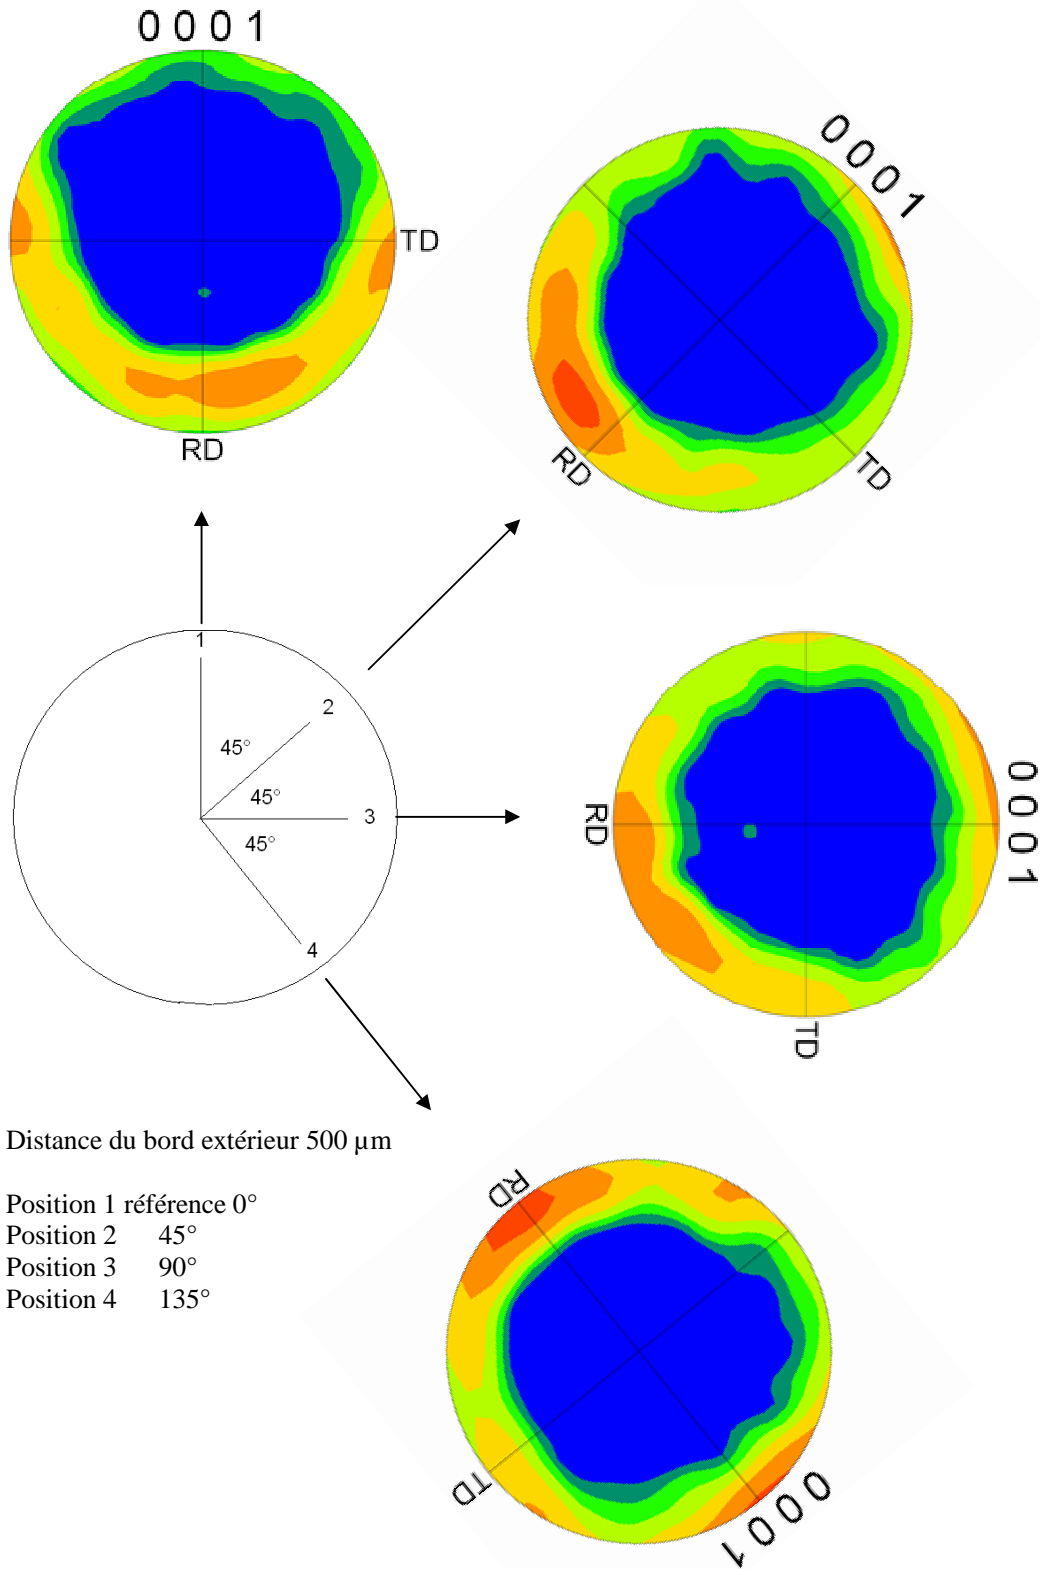 0 0 0 1
TD
RD
0 0 0 1
RD
TD
1
2
45°
45°
3
45°
4
RD
0 0 0 1
TD
Distance du bord extérieur 500 µm
Position 1 référence 0°
Position 2 45°
Position 3 90°
Position 4 135°
RD
TD
0 0 0 1